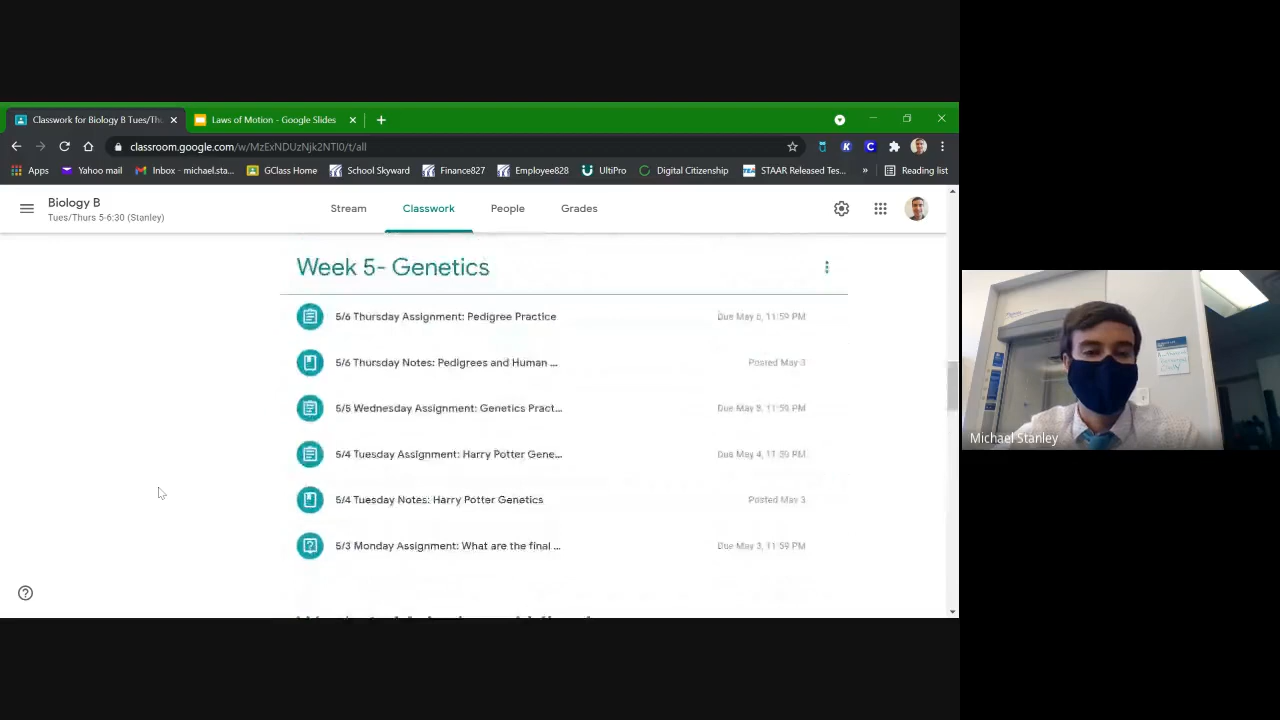 Classwork for Biology B Tues/Thu
Laws of Motion - Google Slides
classroom.google.com/w/MzExNDUzNjk2NTI0/t/all
Apps
Yahoo mail
Inbox - michael.sta...
GClass Home
School Skyward
Finance827
Employee828
UltiPro
Digital Citizenship
STAAR Released Tes...
»
Reading list
Biology B
Tues/Thurs 5-6:30 (Stanley)
Stream
Classwork
People
Grades
Week 5- Genetics
5/6 Thursday Assignment: Pedigree Practice
Due May 6, 11:59 PM
5/6 Thursday Notes: Pedigrees and Human ...
Posted May 3
5/5 Wednesday Assignment: Genetics Pract...
11:59 PM
5/4 Tuesday Assignment: Harry Potter Gene...
Due May 4, 11:59 PM
5/4 Tuesday Notes: Harry Potter Genetics
Posted May 3
5/3 Monday Assignment: What are the final ...
Due May 3, 11:59 PM
Michael Stanley